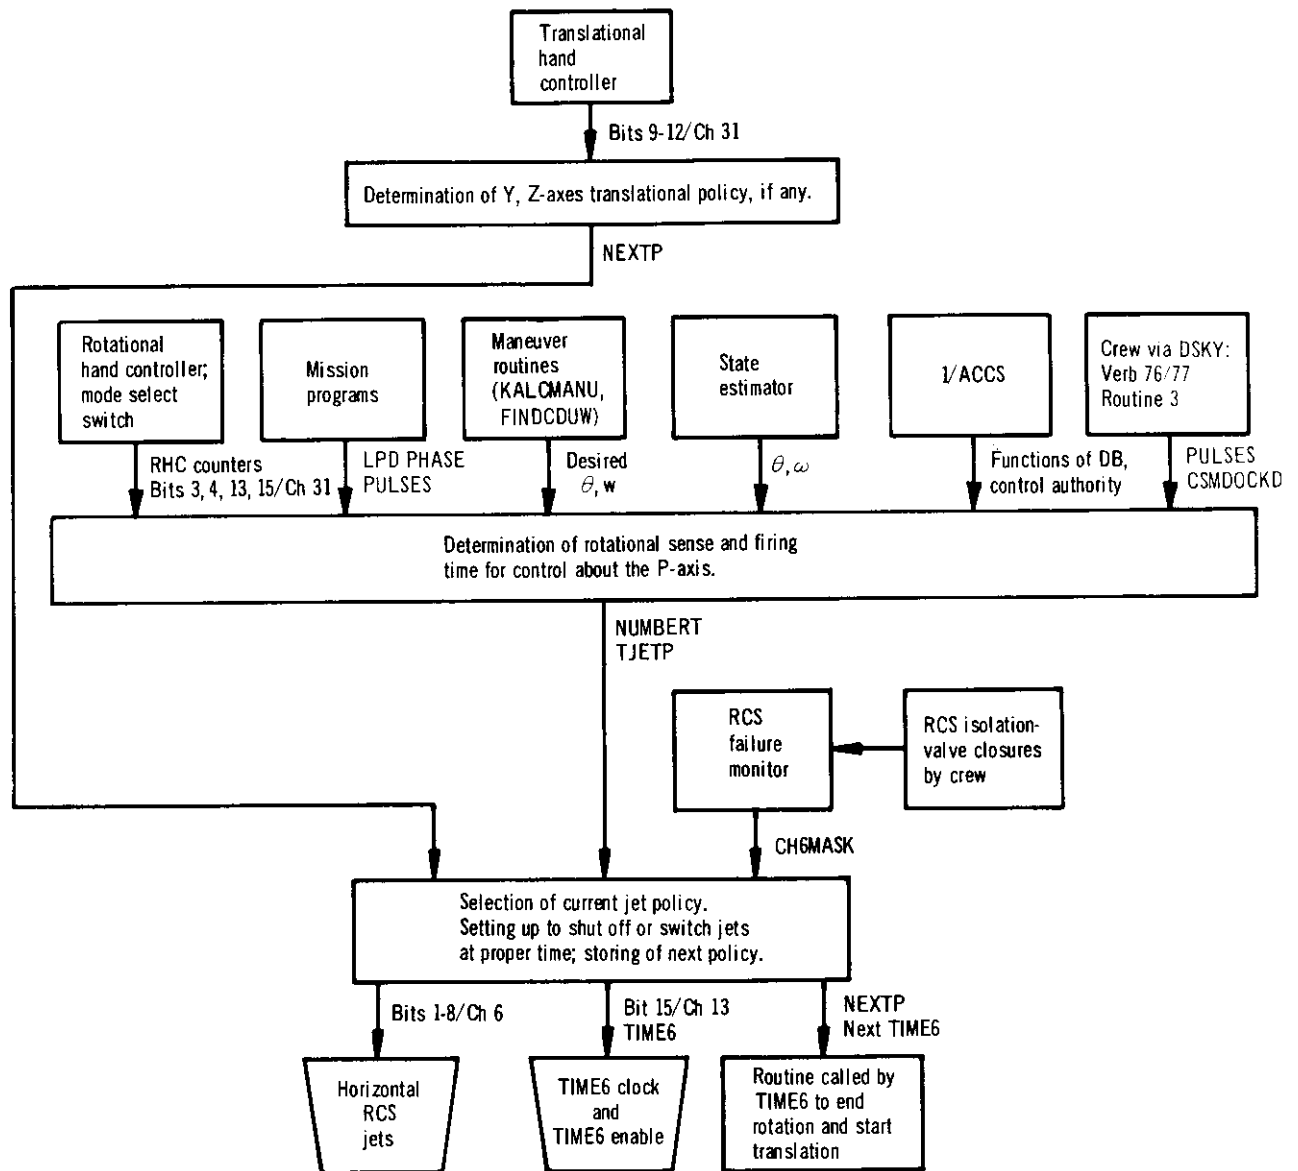 Translational
hand
controller
Bits 9-12/Ch 31
Determination of Y, Z-axes translational policy, if any.
NEXTP
Rotational
hand controller;
mode select
switch
Mission
programs
Maneuver
routines
(KALCMANU,
FINDCDUW)
State
estimator
1/ACCS
Crew via DSKY:
Verb 76/77
Routine 3
RHC counters
Bits 3, 4, 13, 15/Ch 31
LPD PHASE
PULSES
Desired
θ, w
θ, ω
Functions of DB,
control authority
PULSES
CSMDOCKD
Determination of rotational sense and firing
time for control about the P-axis.
NUMBERT
TJETP
RCS
failure
monitor
RCS isolation-
valve closures
by crew
CH6MASK
Selection of current jet policy.
Setting up to shut off or switch jets
at proper time; storing of next policy.
Bits 1-8/Ch 6
Bit 15/Ch 13
TIME6
NEXTP
Next TIME6
Horizontal
RCS
jets
TIME6 clock
and
TIME6 enable
Routine called by
TIME6 to end
rotation and start
translation